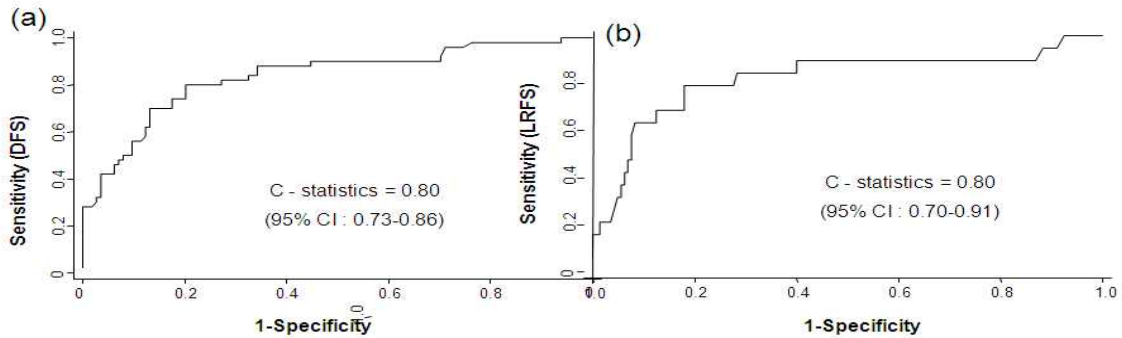 (a)
Sensitivity (DFS)
1.0
0.8
0.6
0.4
0.2
0
C - statistics = 0.80
(95% CI : 0.73-0.86)
0 0.2 0.4 0.6 0.8
1-Specificity
(b)
Sensitivity (LRFS)
0.8
0.6
0.4
0.2
0
C - statistics = 0.80
(95% CI : 0.70-0.91)
0.0 0.2 0.4 0.6 0.8 1.0
1-Specificity